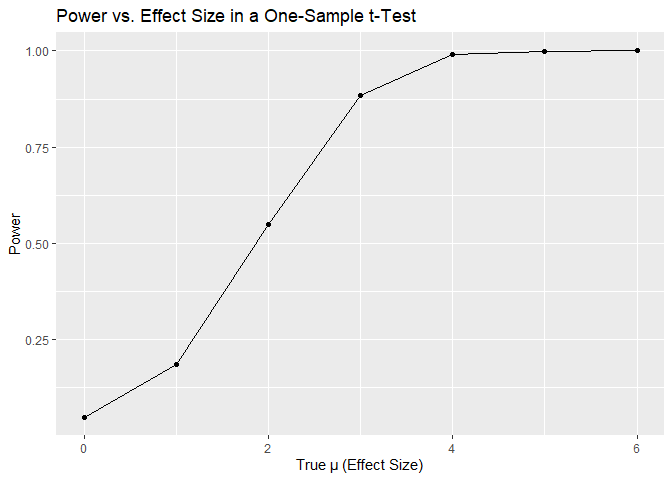 Power vs. Effect Size in a One-Sample t-Test
1.00
0.75
0.50
0.25
Power
0 2 4 6
True μ (Effect Size)